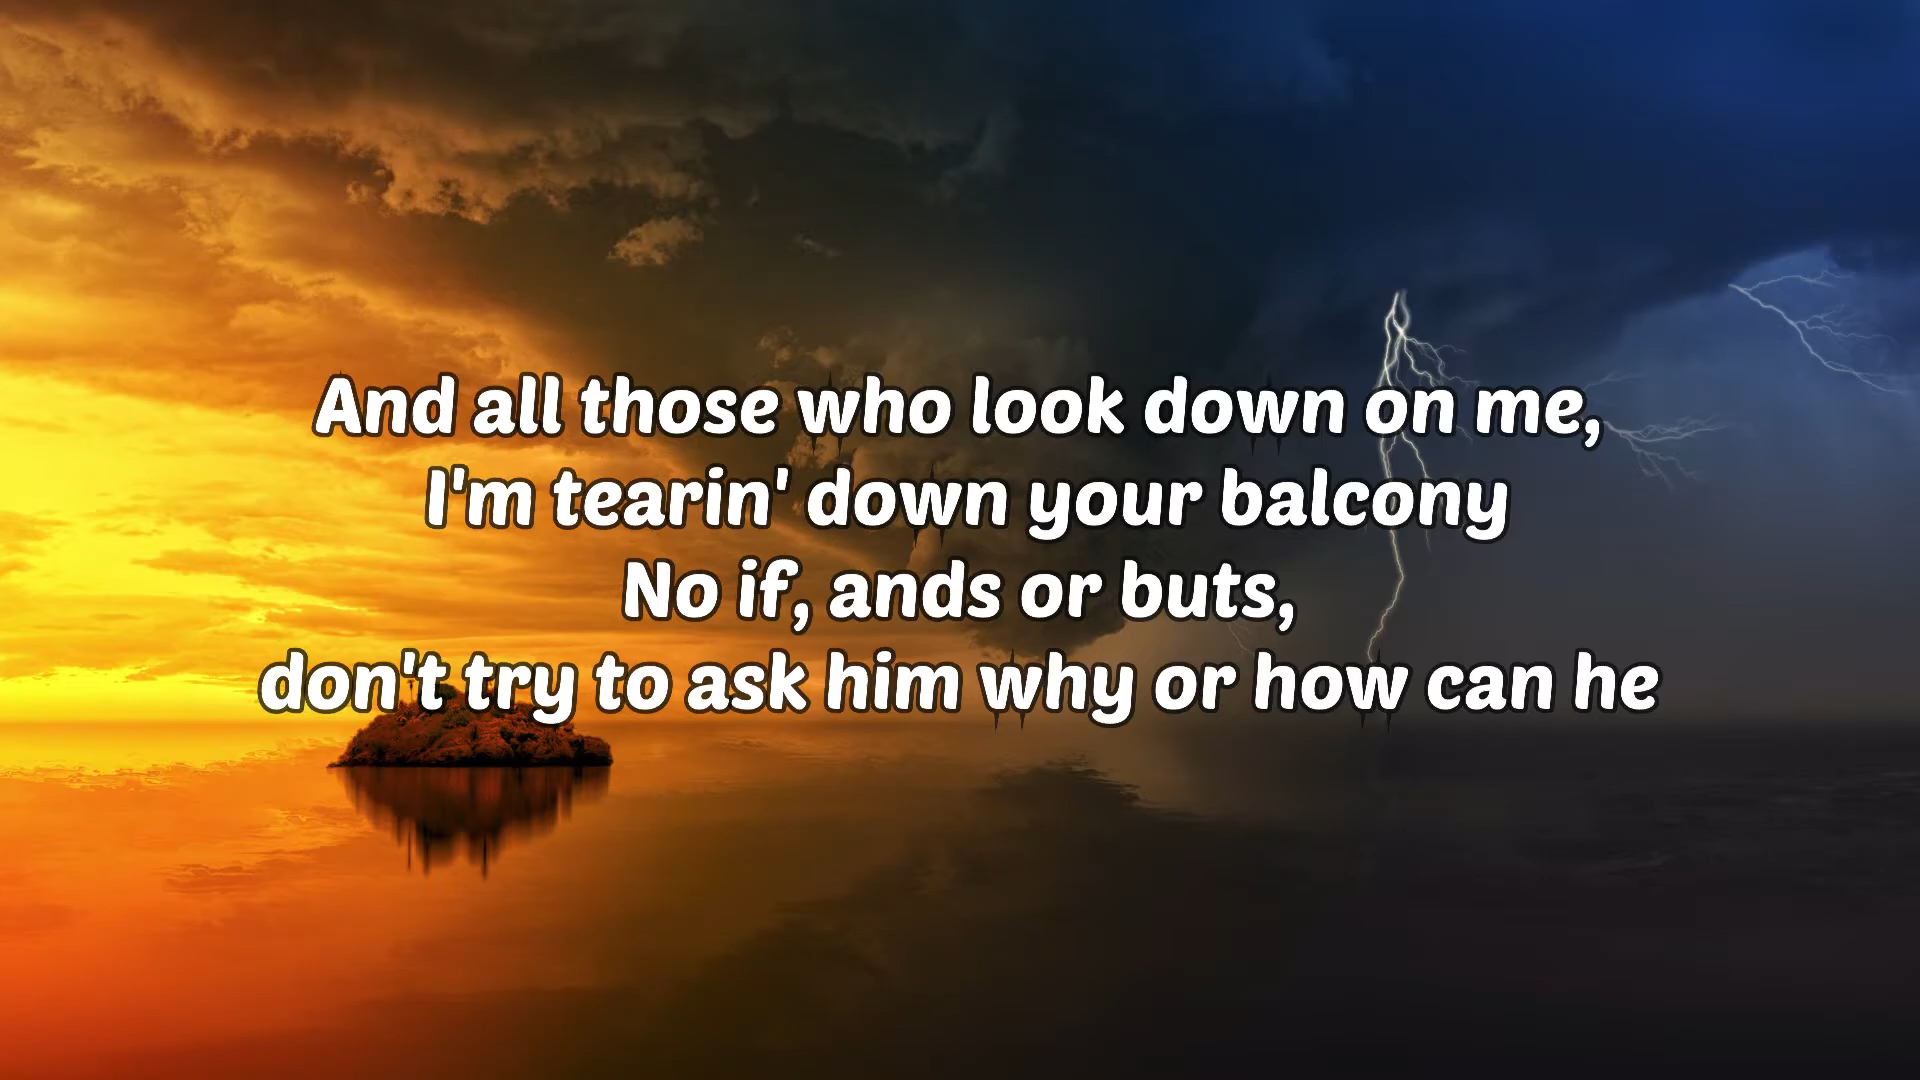 And all those who look down on me,
I'm tearin' down your balcony
No if, ands or buts,
don't try to ask him why or how can he